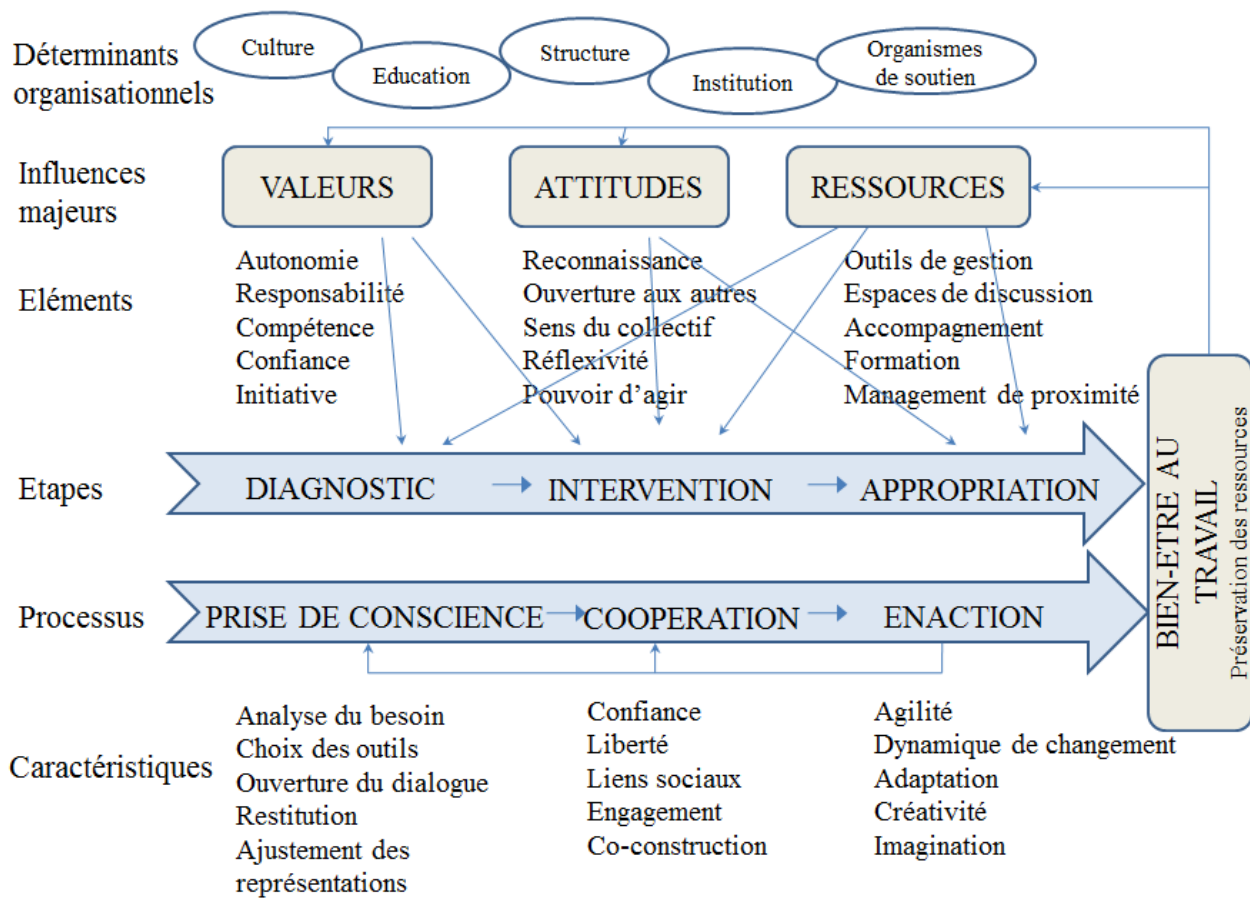 Déterminants
organisationnels
Culture
Education
Structure
Institution
Organismes
de soutien
Influences
majeurs
VALEURS
ATTITUDES
RESSOURCES
Eléments
Autonomie
Responsabilité
Compétence
Confiance
Initiative
Reconnaissance
Ouverture aux autres
Sens du collectif
Réflexivité
Pouvoir d’agir
Outils de gestion
Espaces de discussion
Accompagnement
Formation
Management de proximité
Etapes
DIAGNOSTIC
INTERVENTION
APPROPRIATION
Processus
PRISE DE CONSCIENCE
COOPERATION
ENACTION
BIEN-ETRE AU
TRAVAIL
Préservation des ressources
Caractéristiques
Analyse du besoin
Choix des outils
Ouverture du dialogue
Restitution
Ajustement des
représentations
Confiance
Liberté
Liens sociaux
Engagement
Co-construction
Agilité
Dynamique de changement
Adaptation
Créativité
Imagination